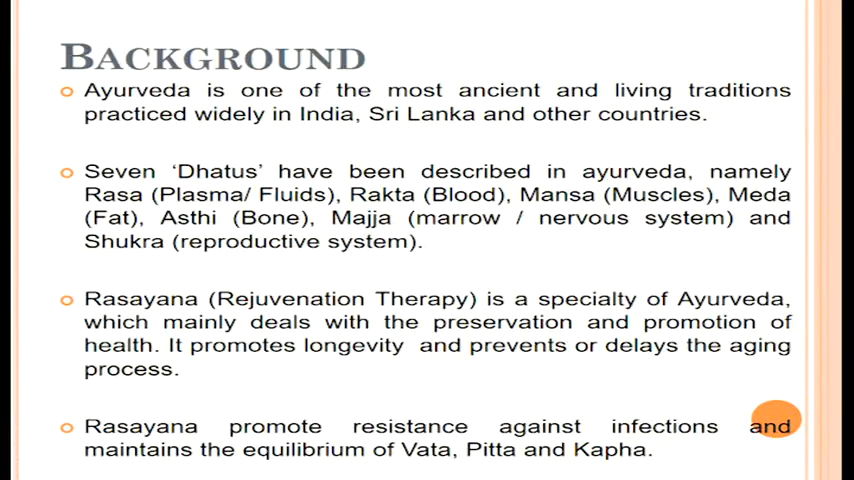 BACKGROUND
Ayurveda is one of the most ancient and living traditions
practiced widely in India, Sri Lanka and other countries.
Seven ‘Dhatus’ have been described in ayurveda, namely
Rasa (Plasma/ Fluids), Rakta (Blood), Mansa (Muscles), Meda
(Fat), Asthi (Bone), Majja (marrow / nervous system) and
Shukra (reproductive system).
Rasayana (Rejuvenation Therapy) is a specialty of Ayurveda,
which mainly deals with the preservation and promotion of
health. It promotes longevity and prevents or delays the aging
process.
Rasayana promote resistance against infections and
maintains the equilibrium of Vata, Pitta and Kapha.